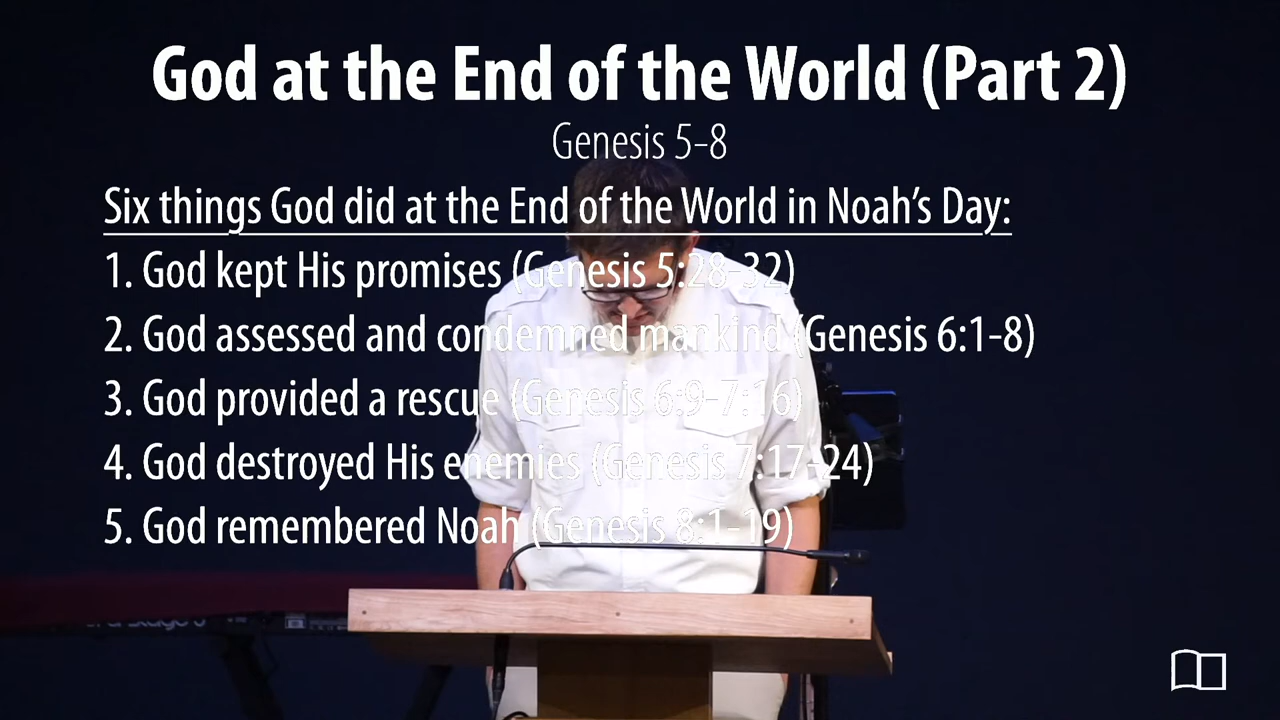 God at the End of the World (Part 2)
Genesis 5-8
Six things God did at the End of the World in Noah's Day:
1. God kept His promises (Genesis 5:28-32)
2. God assessed and condemned mankind (Genesis 6:1-8)
3. God provided a rescue (Genesis 6:9-7:16)
4. God destroyed His enemies (Genesis 7:17-24)
5. God remembered Noah (Genesis 8:1-19)